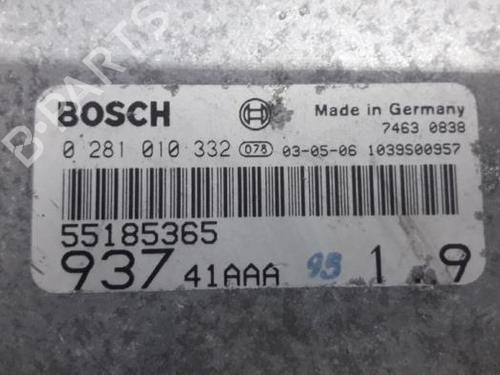 B-PARTS
BOSCH
Made in Germany
7463 0838
0 281 010 332 078 03-05-06 1039S00957
55185365
937 41AAA 95 1.9